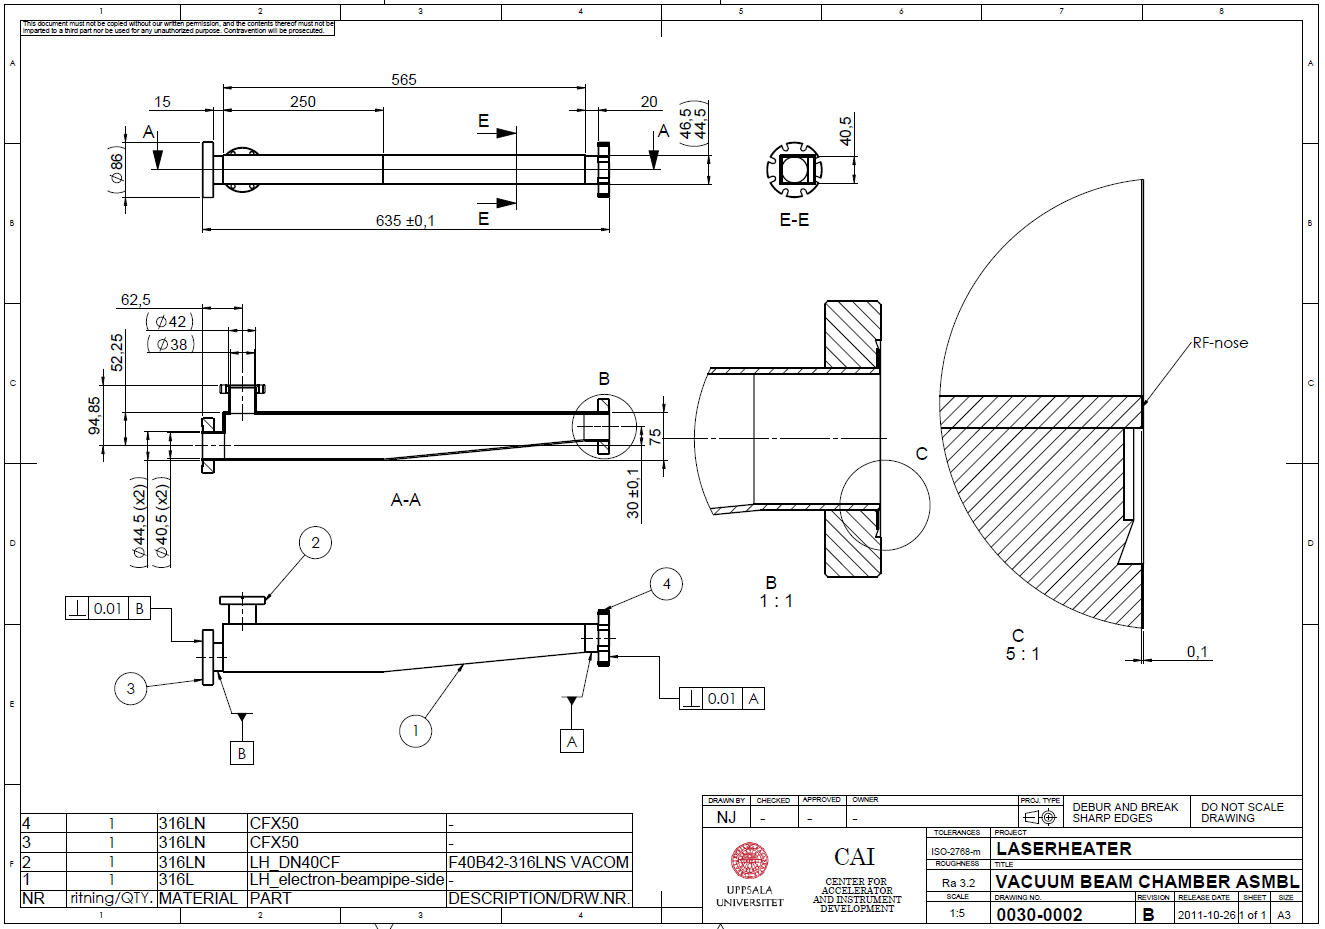 1 2 3 4 5 6 7 8
This document must not be copied without our written permission, and the contents thereof must not be
imparted to a third part nor be used for any unauthorized purpose. Contravention will be prosecuted.
A
A
565
15
250
20
(46,5)
44,5
40,5
A
E
A
(⌀86)
635 ±0,1
E
E-E
B
B
62,5
(⌀42)
(⌀38)
52,25
94,85
B
75
30 ±0,1
⌀44,5 (x2)
⌀40,5 (x2)
A-A
RF-nose
C
C
C
B
1 : 1
C
5 : 1
0,1
D
D
2
4
⊥ 0.01 B
3
1
⊥ 0.01 A
B
A
E
E
4 1 316LN CFX50 -
3 1 316LN CFX50 -
2 1 316LN LH_DN40CF F40B42-316LNS VACOM
1 1 316L LH_electron-beampipe-side -
NR ritning/QTY. MATERIAL PART DESCRIPTION/DRW.NR.
F
F
DRAWN BY CHECKED APPROVED OWNER
NJ - - -
PROJ. TYPE
DEBUR AND BREAK
SHARP EDGES
DO NOT SCALE
DRAWING
UPPSALA
UNIVERSITET
CAI
CENTER FOR
ACCELERATOR
AND INSTRUMENT
DEVELOPMENT
TOLERANCES
ISO-2768-m
PROJECT
LASERHEATER
ROUGHNESS
Ra 3.2
TITLE
VACUUM BEAM CHAMBER ASMBL
SCALE
1:5
DRAWING NO.
0030-0002
REVISION
B
RELEASE DATE
2011-10-26
SHEET
1 of 1
SIZE
A3
1 2 3 4